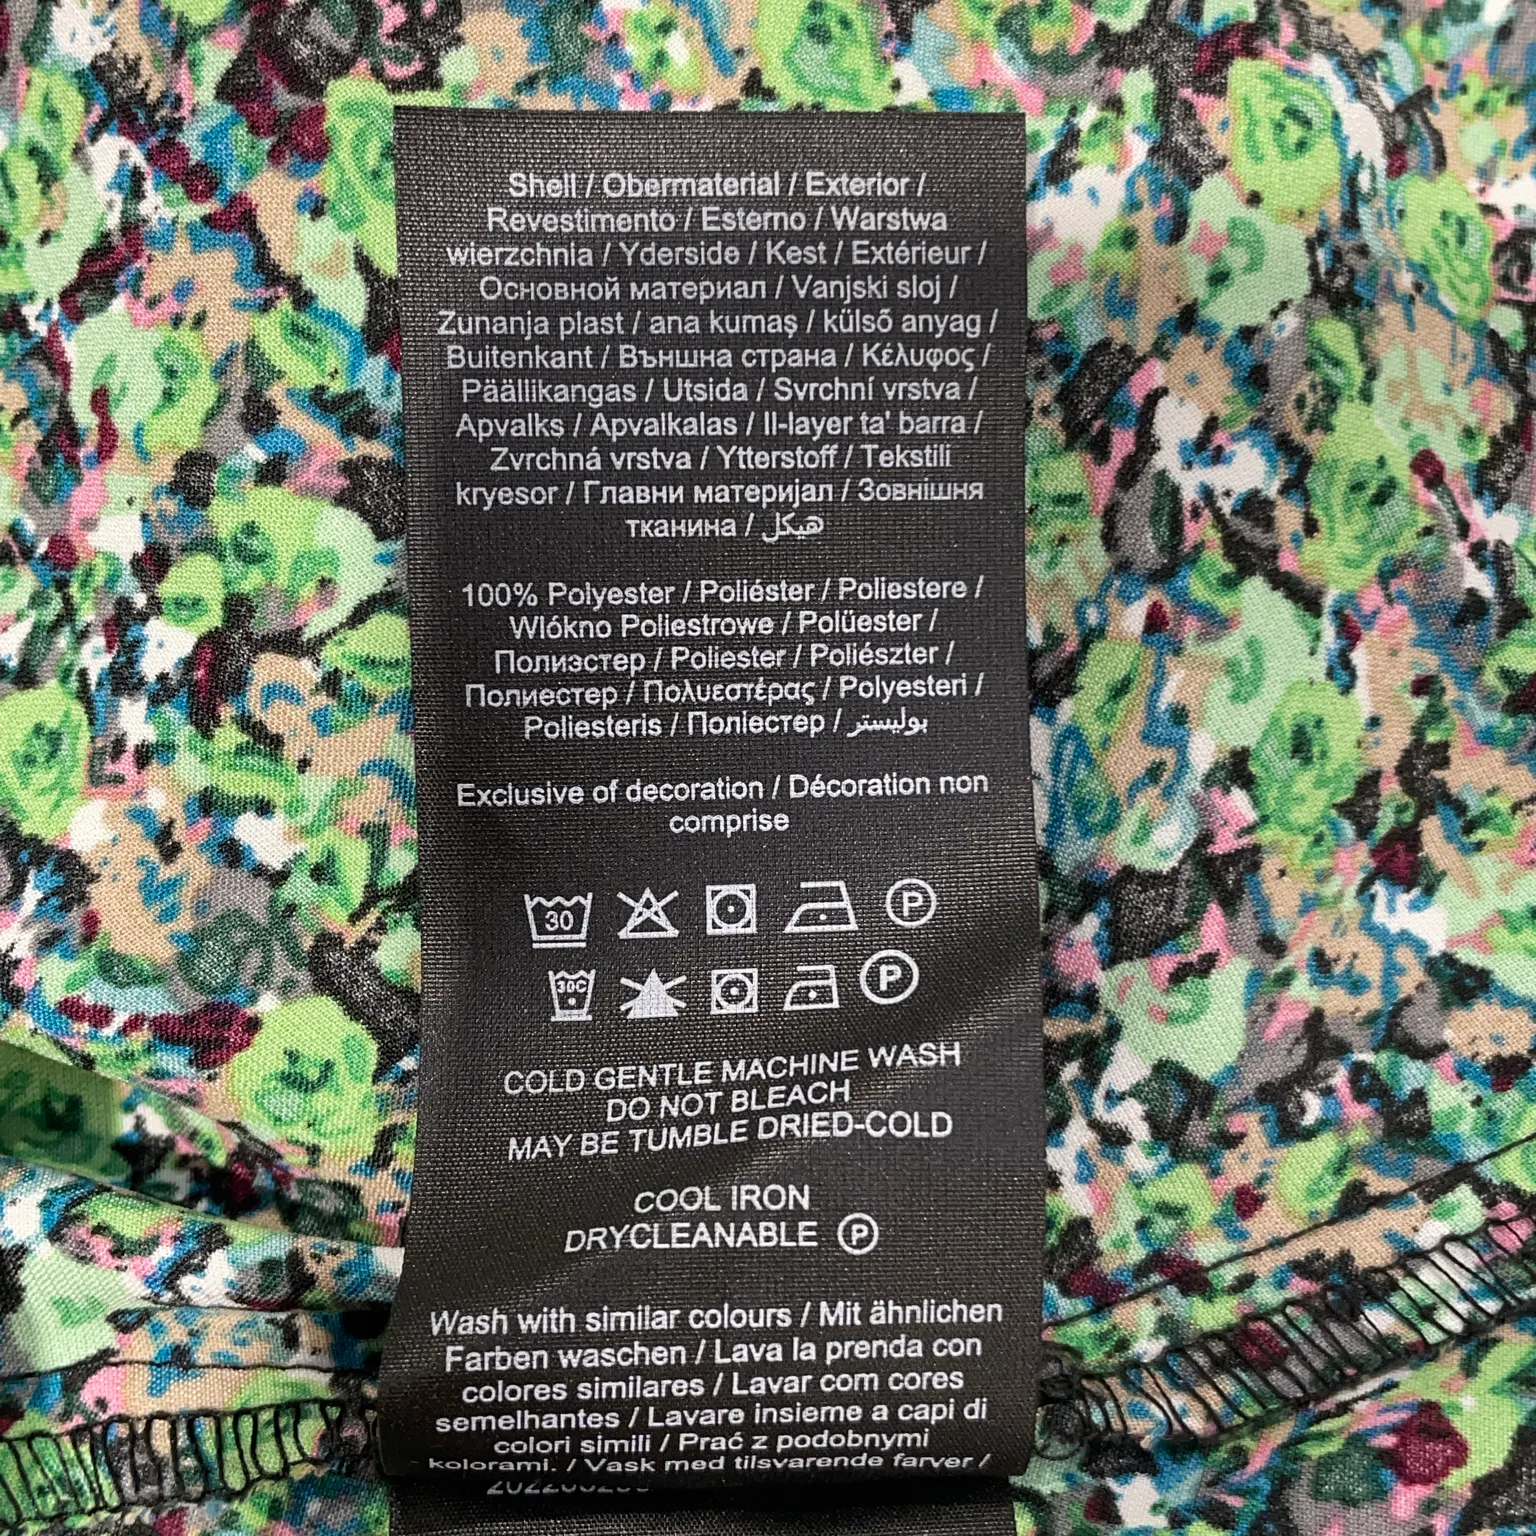 Shell / Obermaterial / Exterior /
Revestimento / Esterno / Warstwa
wierzchnia / Yderside / Kest / Extérieur /
Основной материал / Vanjski sloj /
Zunanja plast / ana kumaş / külső anyag /
Buitenkant / Външна страна / Κέλυφος /
Päällikangas / Utsida / Svrchní vrstva /
Apvalks / Apvalkalas / Il-layer ta' barra /
Zvrchná vrstva / Ytterstoff / Tekstili
kryesor / Главни материјал / Зовнішня
тканина / هيكل
100% Polyester / Poliéster / Poliestere /
Wlókno Poliestrowe / Polüester /
Полиэстер / Poliester / Poliészter /
Полиестер / Πολυεστέρας / Polyesteri /
Poliesteris / Поліестер / بوليستر
Exclusive of decoration / Décoration non
comprise
30 P
30C P
COLD GENTLE MACHINE WASH
DO NOT BLEACH
MAY BE TUMBLE DRIED-COLD
COOL IRON
DRYCLEANABLE P
Wash with similar colours / Mit ähnlichen
Farben waschen / Lava la prenda con
colores similares / Lavar com cores
semelhantes / Lavare insieme a capi di
colori simili / Prać z podobnymi
kolorami. / Vask med tilsvarende farver /